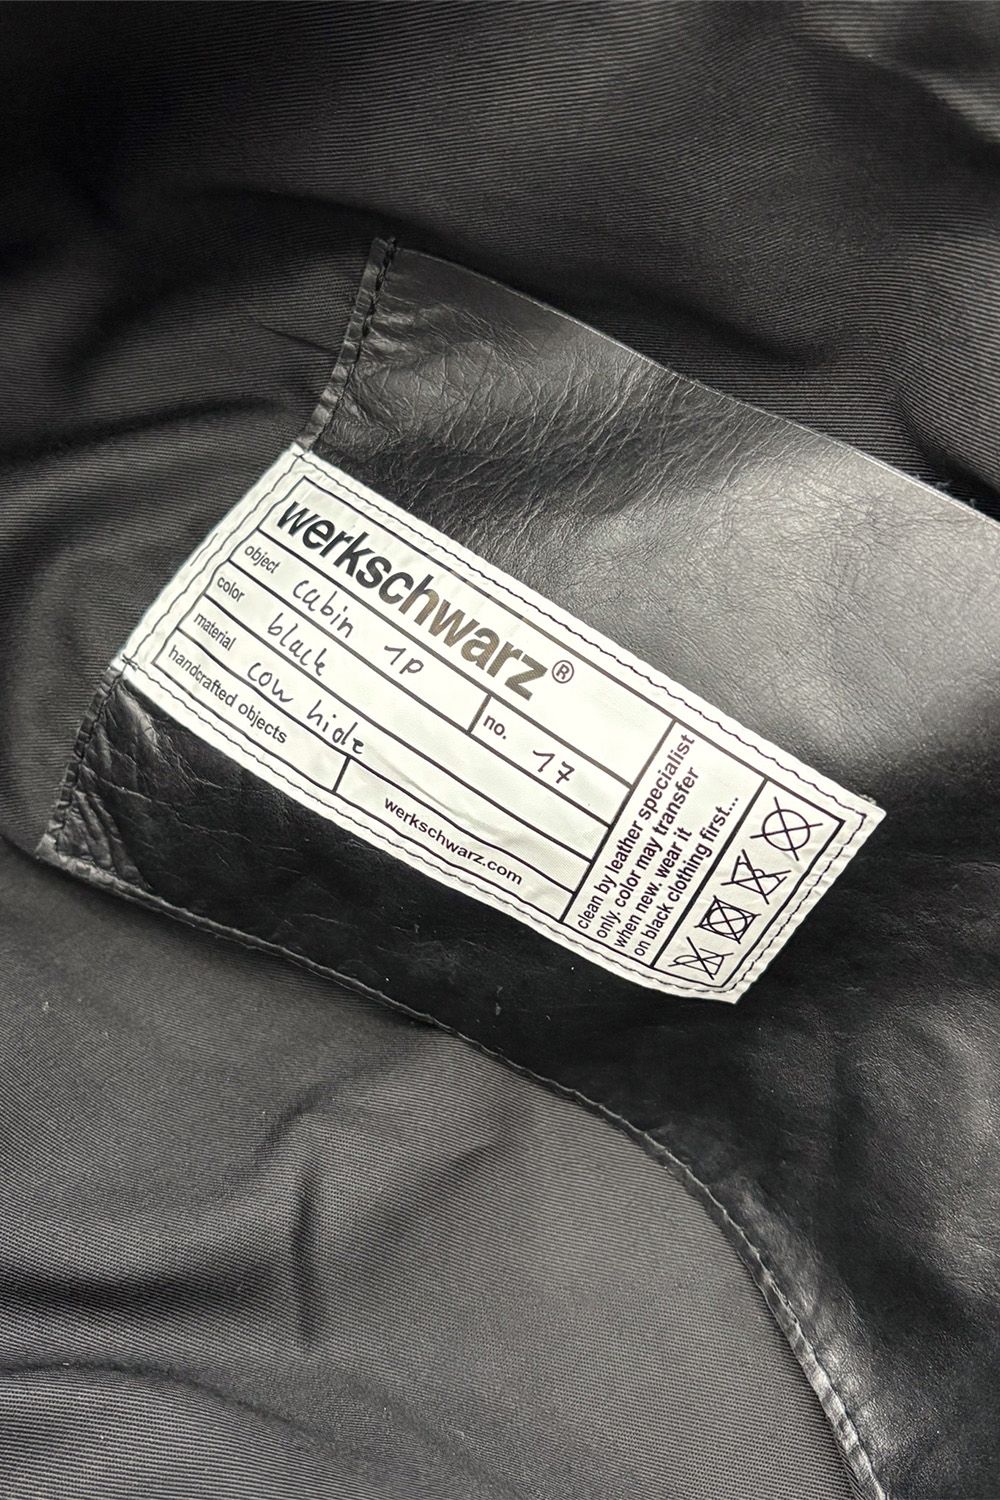 werkschwarz®
object cabin 1p no. 17
color black
material cow hide
handcrafted objects werkschwarz.com
clean by leather specialist
only. color may transfer
when new. wear it
on black clothing first...